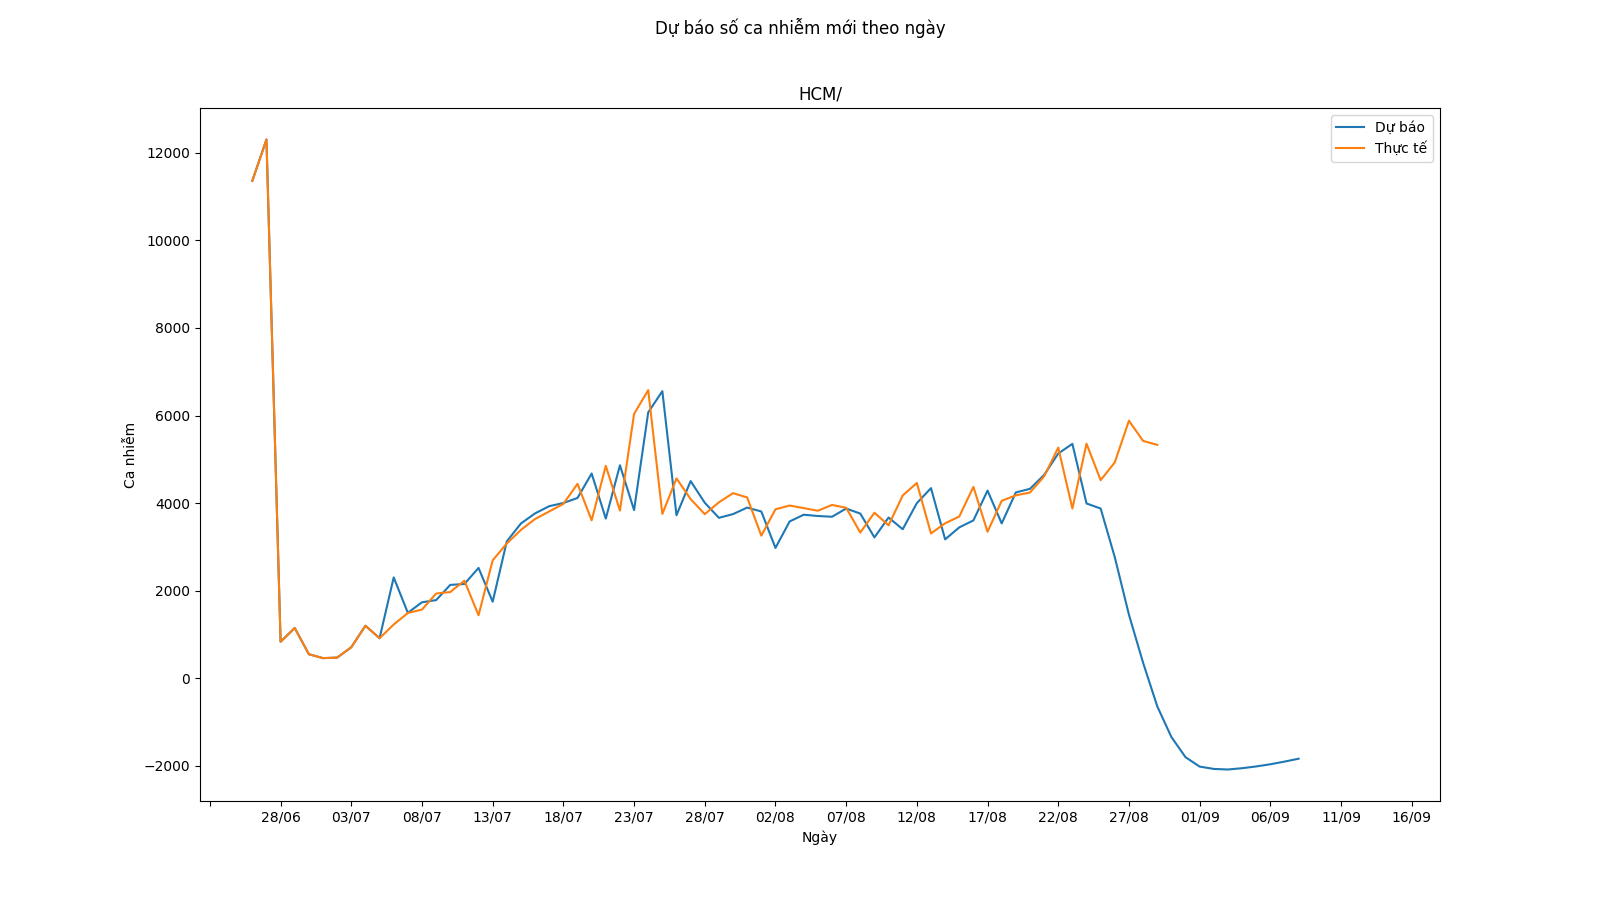 Dự báo số ca nhiễm mới theo ngày
HCM/
Dự báo
Thực tế
12000
10000
8000
6000
4000
2000
0
−2000
Ca nhiễm
28/06 03/07 08/07 13/07 18/07 23/07 28/07 02/08 07/08 12/08 17/08 22/08 27/08 01/09 06/09 11/09 16/09
Ngày